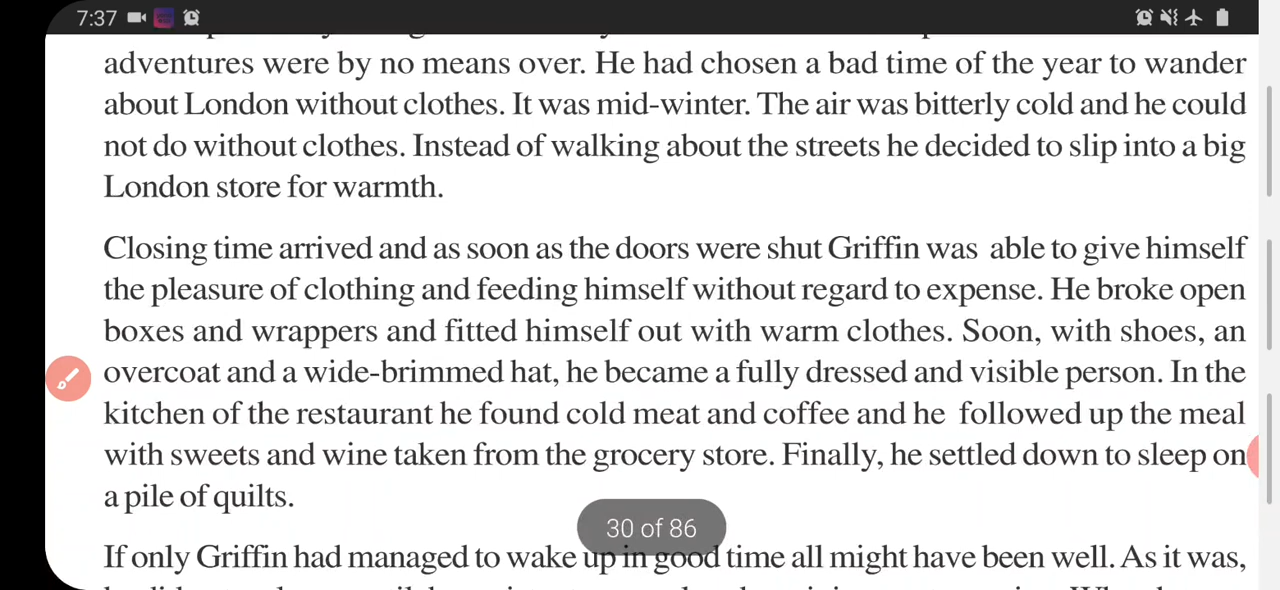 7:37
adventures were by no means over. He had chosen a bad time of the year to wander
about London without clothes. It was mid-winter. The air was bitterly cold and he could
not do without clothes. Instead of walking about the streets he decided to slip into a big
London store for warmth.
Closing time arrived and as soon as the doors were shut Griffin was able to give himself
the pleasure of clothing and feeding himself without regard to expense. He broke open
boxes and wrappers and fitted himself out with warm clothes. Soon, with shoes, an
overcoat and a wide-brimmed hat, he became a fully dressed and visible person. In the
kitchen of the restaurant he found cold meat and coffee and he followed up the meal
with sweets and wine taken from the grocery store. Finally, he settled down to sleep on
a pile of quilts.
30 of 86
If only Griffin had managed to wake up in good time all might have been well. As it was,